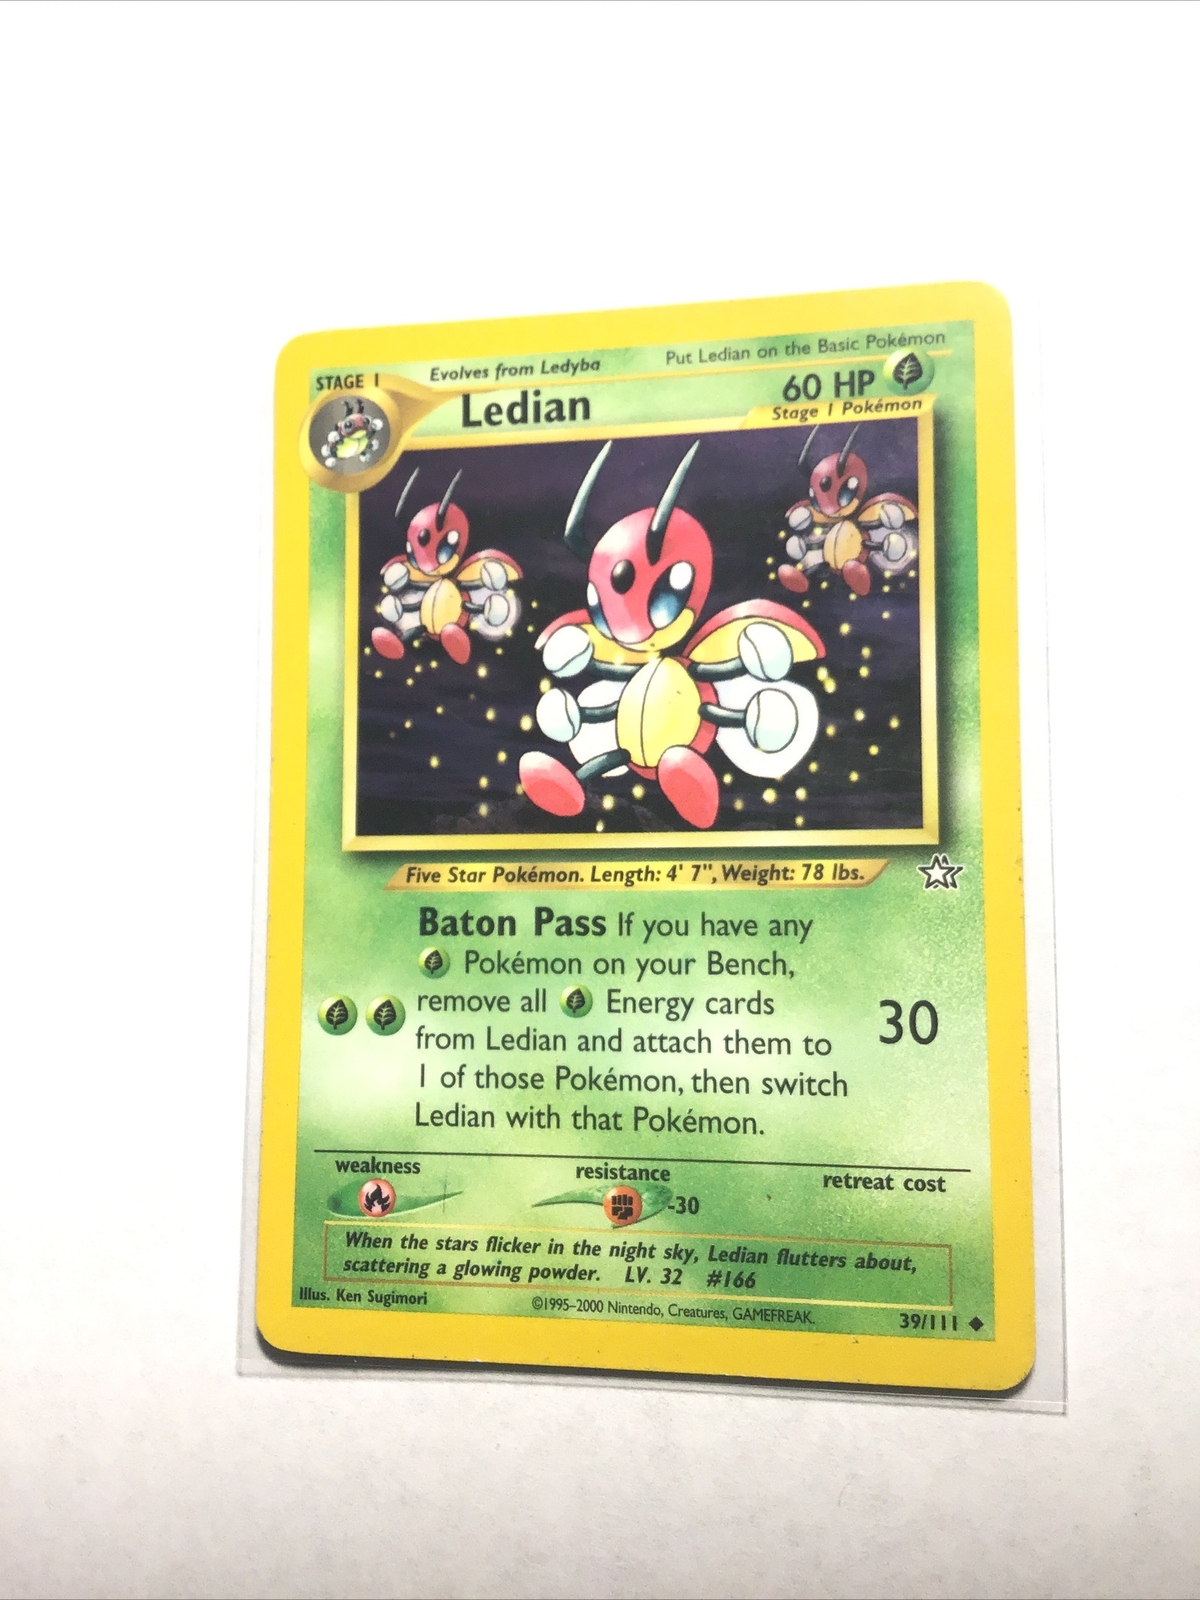 STAGE 1
Evolves from Ledyba
Put Ledian on the Basic Pokémon
Ledian
60 HP
Stage 1 Pokémon
Five Star Pokémon. Length: 4' 7", Weight: 78 lbs.
Baton Pass If you have any
Pokémon on your Bench,
remove all Energy cards
from Ledian and attach them to
1 of those Pokémon, then switch
Ledian with that Pokémon.
30
weakness
resistance
retreat cost
-30
When the stars flicker in the night sky, Ledian flutters about,
scattering a glowing powder. LV. 32 #166
Illus. Ken Sugimori
©1995–2000 Nintendo, Creatures, GAMEFREAK.
39/111